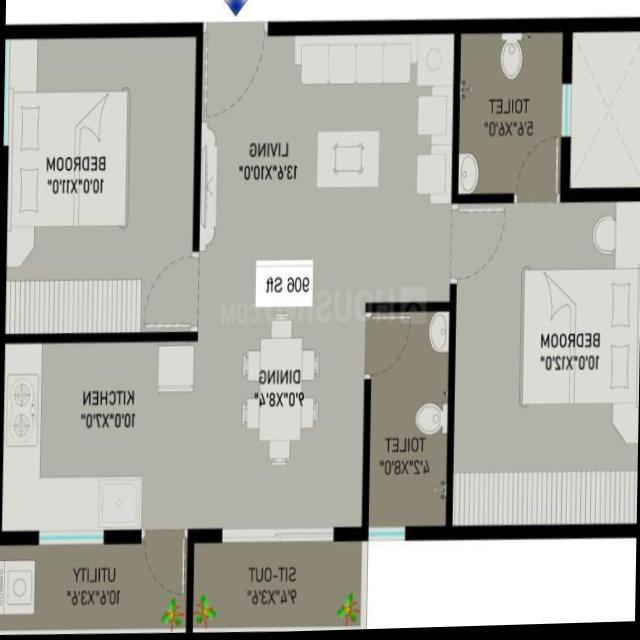 TOILET
5'6"X6'0"
LIVING
13'6"X10'0"
BEDROOM
10'0"X11'0"
906 Sft
HOUSING.COM
BEDROOM
10'0"X12'0"
DINING
9'0"X8'4"
KITCHEN
10'0"X7'0"
TOILET
4'2"X8'0"
SIT-OUT
9'4"X3'6"
UTILITY
10'6"X3'6"